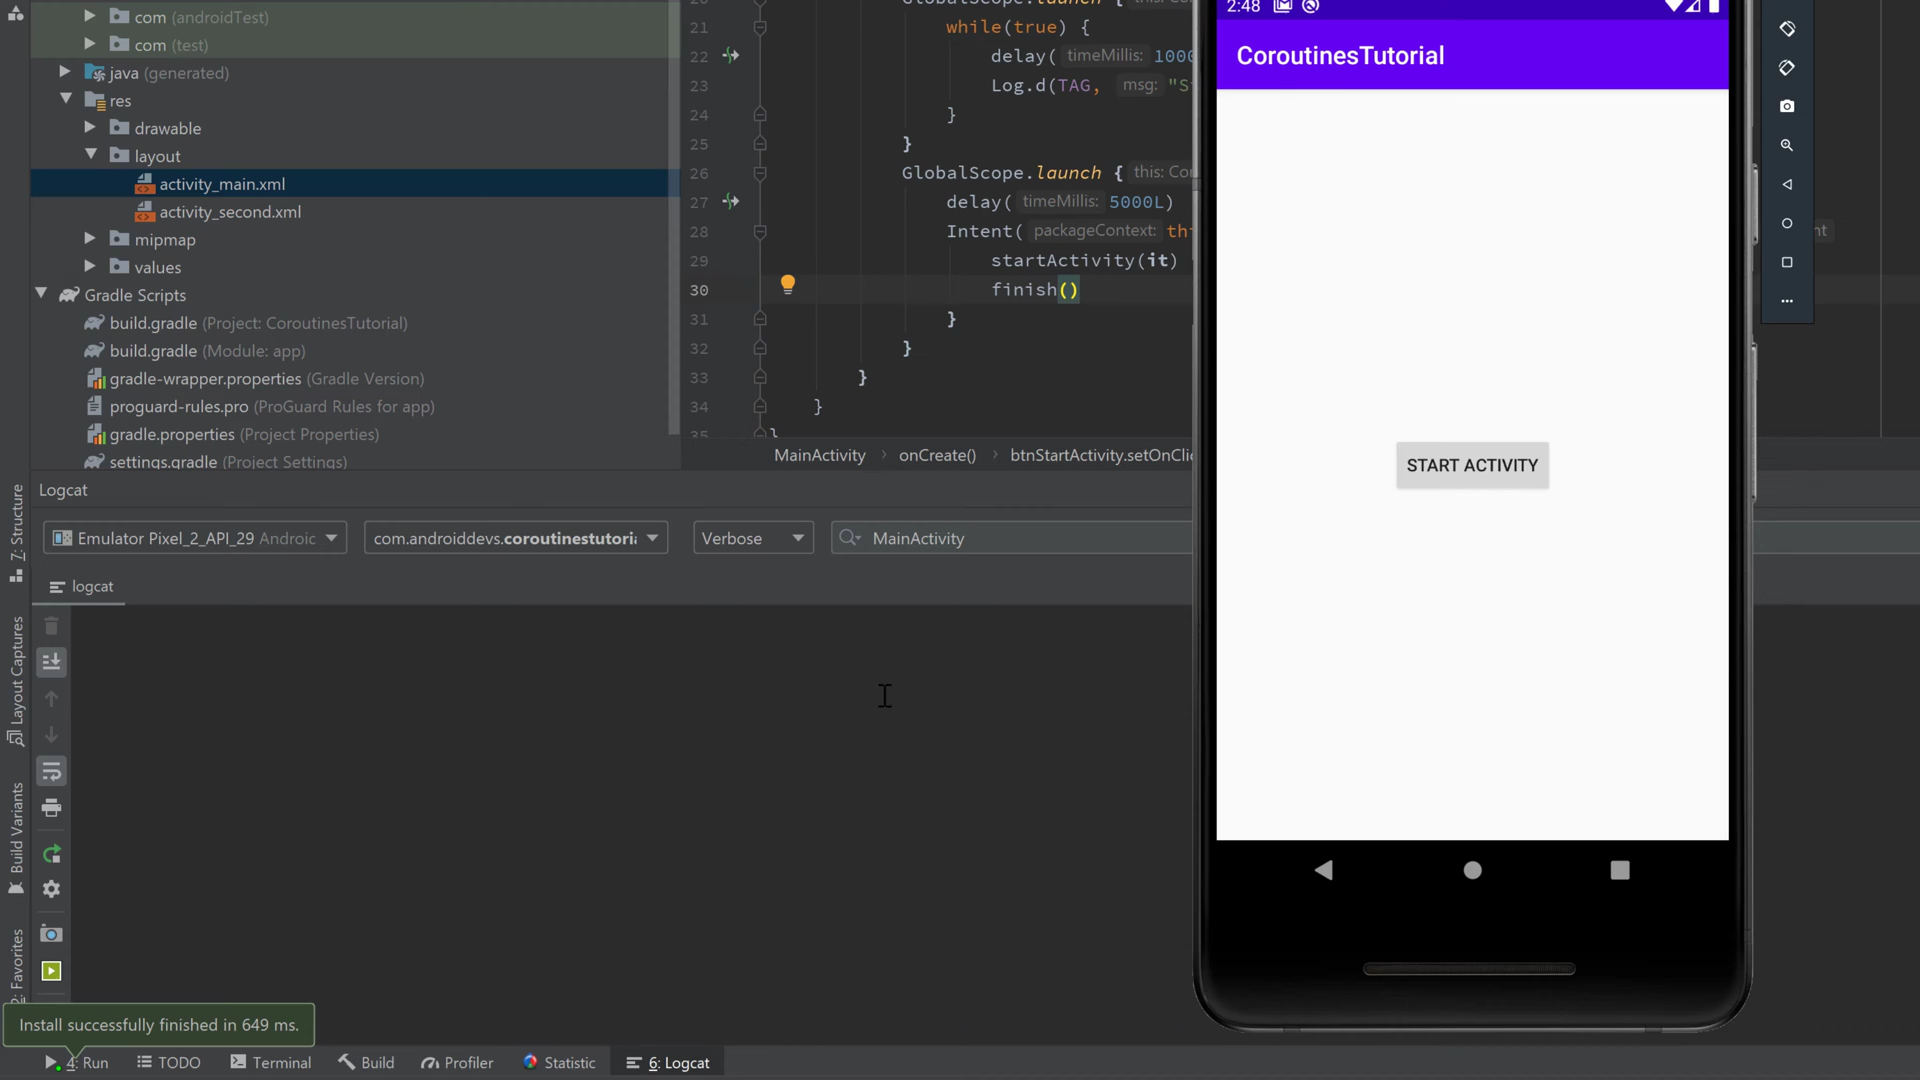 com (androidTest)
com (test)
java (generated)
res
drawable
layout
activity_main.xml
activity_second.xml
mipmap
values
Gradle Scripts
build.gradle (Project: CoroutinesTutorial)
build.gradle (Module: app)
gradle-wrapper.properties (Gradle Version)
proguard-rules.pro (ProGuard Rules for app)
gradle.properties (Project Properties)
settings.gradle (Project Settings)
21 while(true) {
22 delay( timeMillis: 1000
23 Log.d(TAG, msg: "S
24 }
25 }
26 GlobalScope.launch { this: Co
27 delay( timeMillis: 5000L)
28 Intent( packageContext: thi
29 startActivity(it)
30 finish()
31 }
32 }
33 }
34 }
35 }
MainActivity > onCreate() > btnStartActivity.setOnClic
2:48
CoroutinesTutorial
START ACTIVITY
Logcat
Emulator Pixel_2_API_29 Androic
com.androiddevs.coroutinestutoria
Verbose
MainActivity
logcat
7: Structure
Layout Captures
Build Variants
2: Favorites
Install successfully finished in 649 ms.
4: Run
TODO
Terminal
Build
Profiler
Statistic
6: Logcat